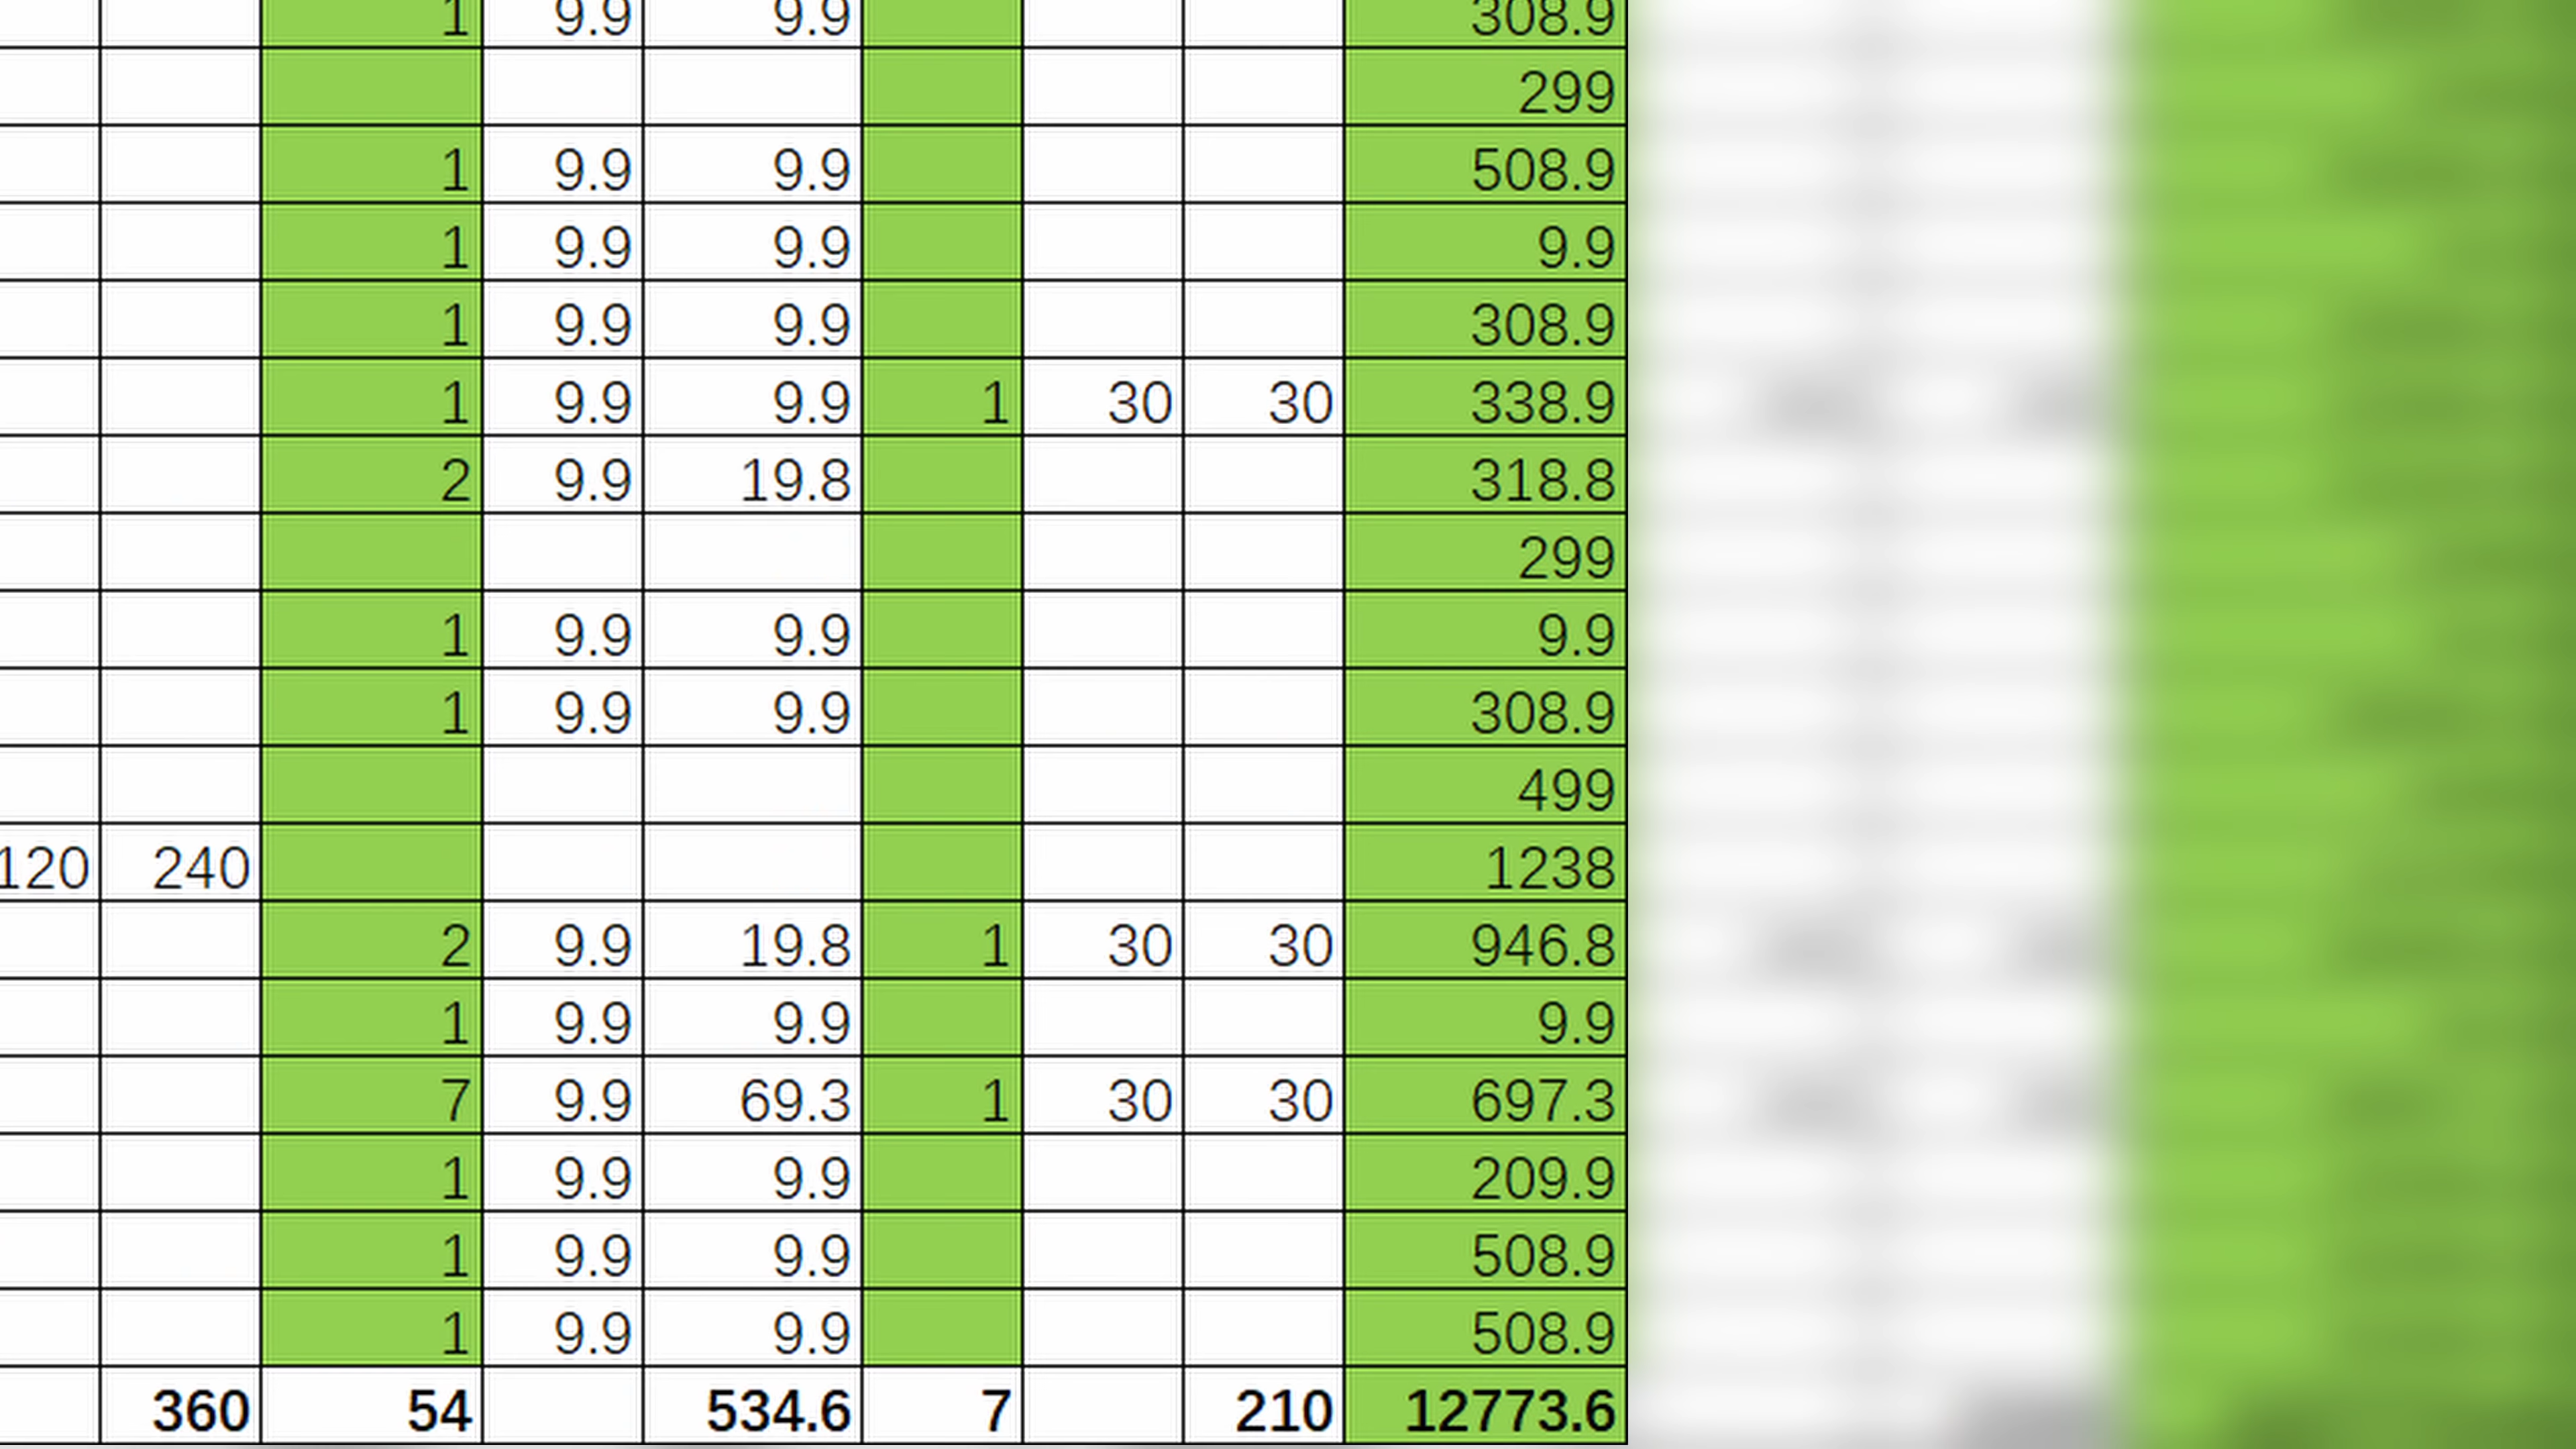 1 9.9 9.9 308.9
299
1 9.9 9.9 508.9
1 9.9 9.9 9.9
1 9.9 9.9 308.9
1 9.9 9.9 1 30 30 338.9
2 9.9 19.8 318.8
299
1 9.9 9.9 9.9
1 9.9 9.9 308.9
499
120 240 1238
2 9.9 19.8 1 30 30 946.8
1 9.9 9.9 9.9
7 9.9 69.3 1 30 30 697.3
1 9.9 9.9 209.9
1 9.9 9.9 508.9
1 9.9 9.9 508.9
360 54 534.6 7 210 12773.6